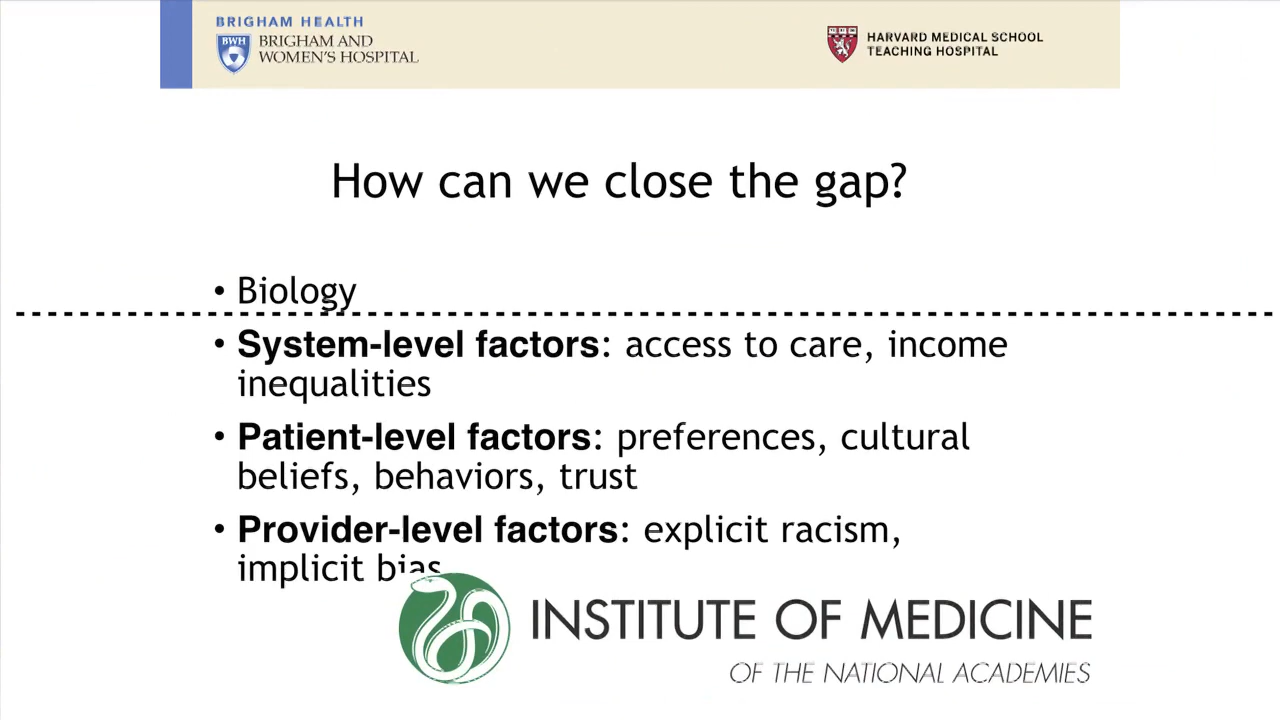 BRIGHAM HEALTH
BWH
BRIGHAM AND
WOMEN'S HOSPITAL
HARVARD MEDICAL SCHOOL
TEACHING HOSPITAL
How can we close the gap?
• Biology
• System-level factors: access to care, income
inequalities
• Patient-level factors: preferences, cultural
beliefs, behaviors, trust
• Provider-level factors: explicit racism,
implicit bias
INSTITUTE OF MEDICINE
OF THE NATIONAL ACADEMIES